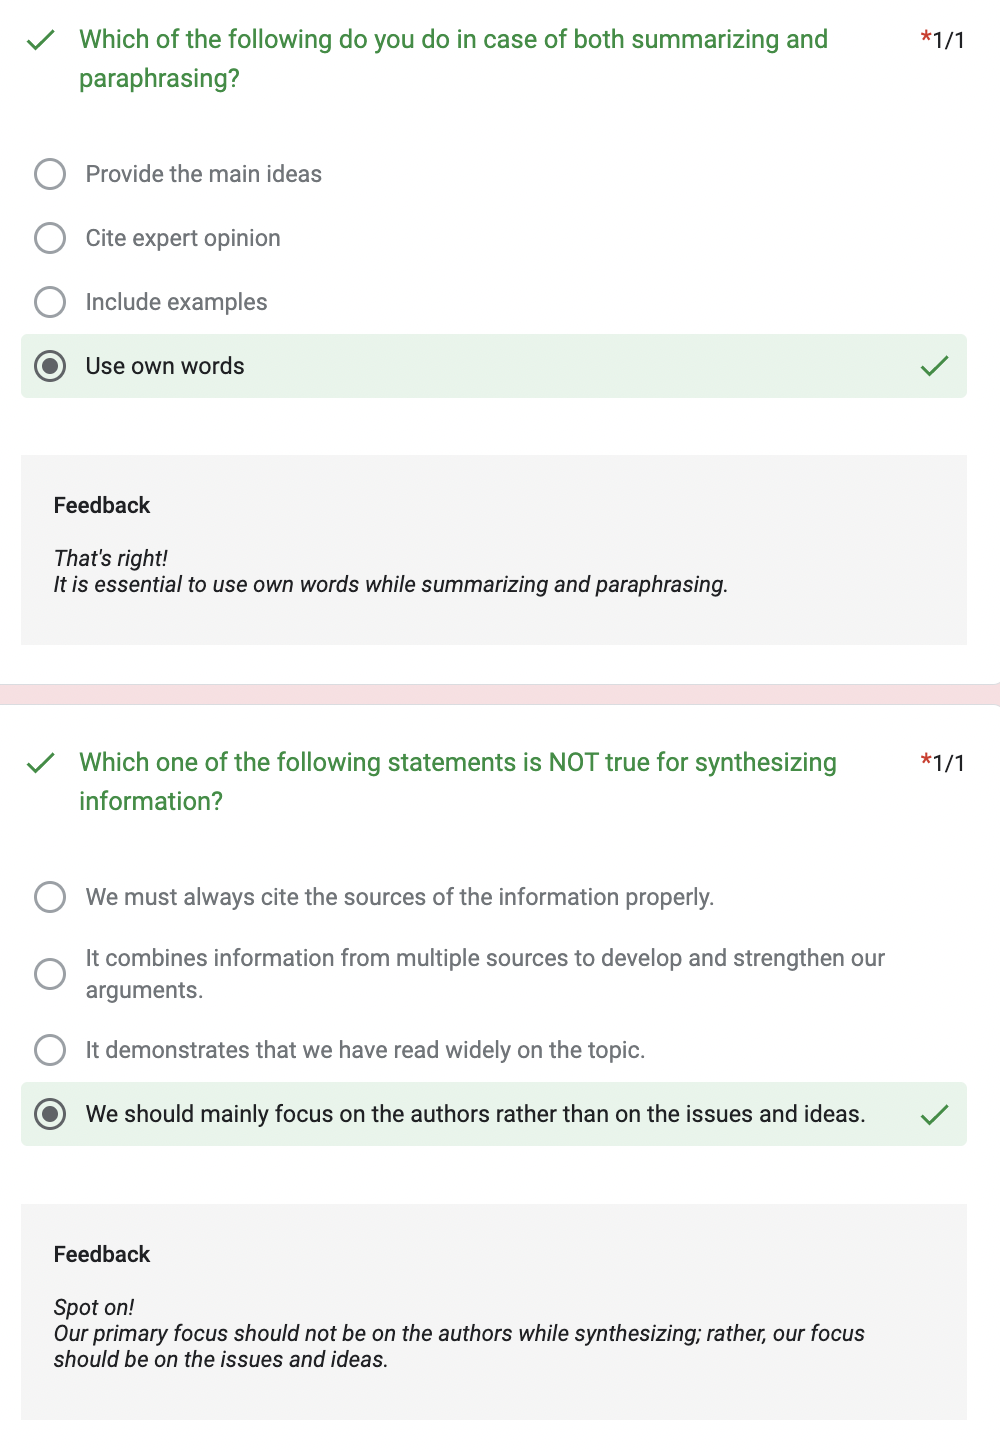 Which of the following do you do in case of both summarizing and
paraphrasing?
*1/1
Provide the main ideas
Cite expert opinion
Include examples
Use own words
Feedback
That's right!
It is essential to use own words while summarizing and paraphrasing.
Which one of the following statements is NOT true for synthesizing
information?
*1/1
We must always cite the sources of the information properly.
It combines information from multiple sources to develop and strengthen our
arguments.
It demonstrates that we have read widely on the topic.
We should mainly focus on the authors rather than on the issues and ideas.
Feedback
Spot on!
Our primary focus should not be on the authors while synthesizing; rather, our focus
should be on the issues and ideas.